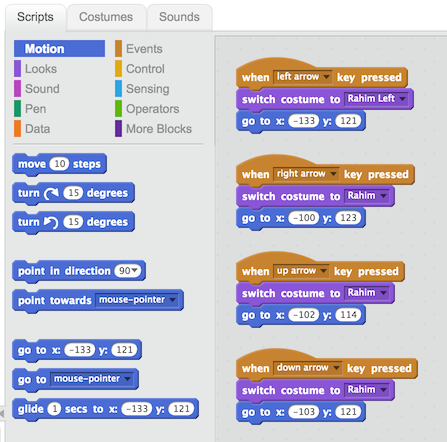 Scripts Costumes Sounds
Motion Events
Looks Control
Sound Sensing
Pen Operators
Data More Blocks
move 10 steps
turn 15 degrees
turn 15 degrees
point in direction 90
point towards mouse-pointer
go to x: -133 y: 121
go to mouse-pointer
glide 1 secs to x: -133 y: 121
when left arrow key pressed
switch costume to Rahim Left
go to x: -133 y: 121
when right arrow key pressed
switch costume to Rahim
go to x: -100 y: 123
when up arrow key pressed
switch costume to Rahim
go to x: -102 y: 114
when down arrow key pressed
switch costume to Rahim
go to x: -103 y: 121